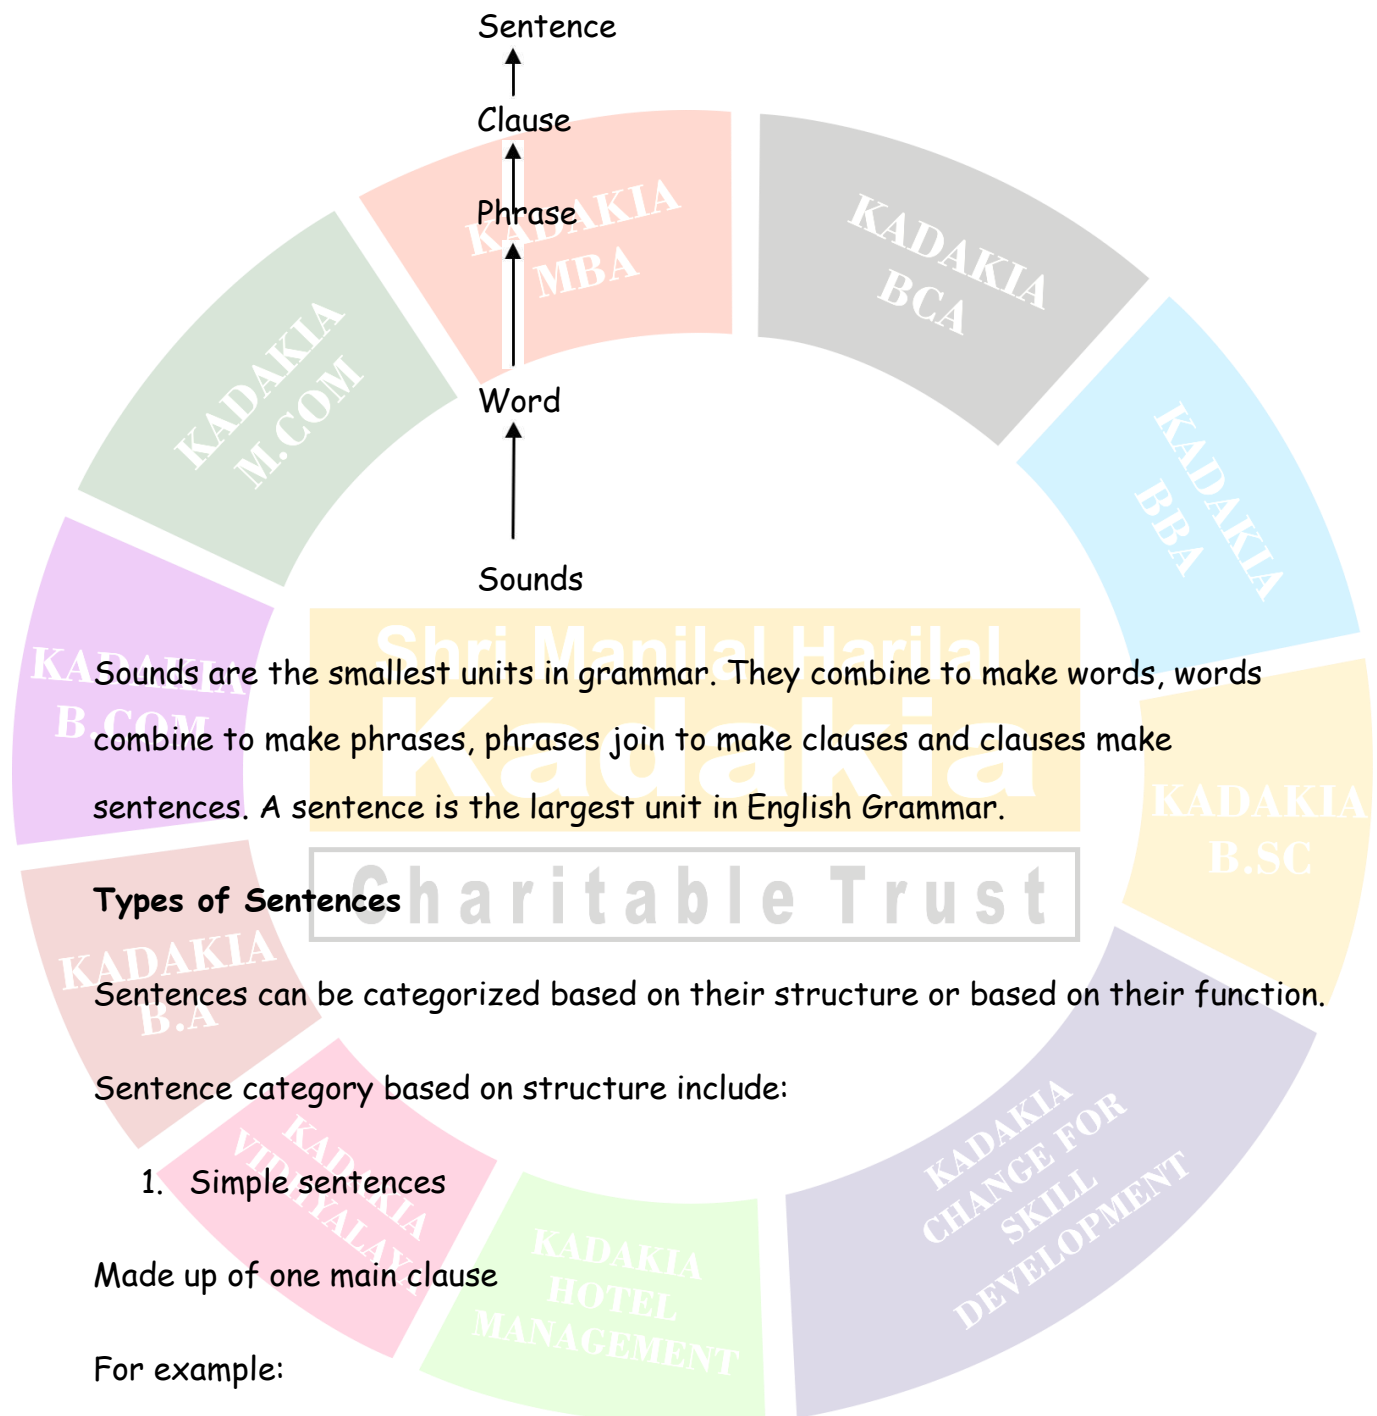 Sentence
Clause
Phrase
Word
Sounds
Sounds are the smallest units in grammar. They combine to make words, words
combine to make phrases, phrases join to make clauses and clauses make
sentences. A sentence is the largest unit in English Grammar.
Types of Sentences
Sentences can be categorized based on their structure or based on their function.
Sentence category based on structure include:
1. Simple sentences
Made up of one main clause
For example:
KADAKIA
MBA
KADAKIA
BCA
KADAKIA
BBA
KADAKIA
B.SC
KADAKIA
CHANGE FOR
SKILL
DEVELOPMENT
KADAKIA
HOTEL
MANAGEMENT
KADAKIA
VIDHYALAYA
KADAKIA
B.A
KADAKIA
B.COM
KADAKIA
M.COM
Shri Manilal Harilal
Kadakia
Charitable Trust